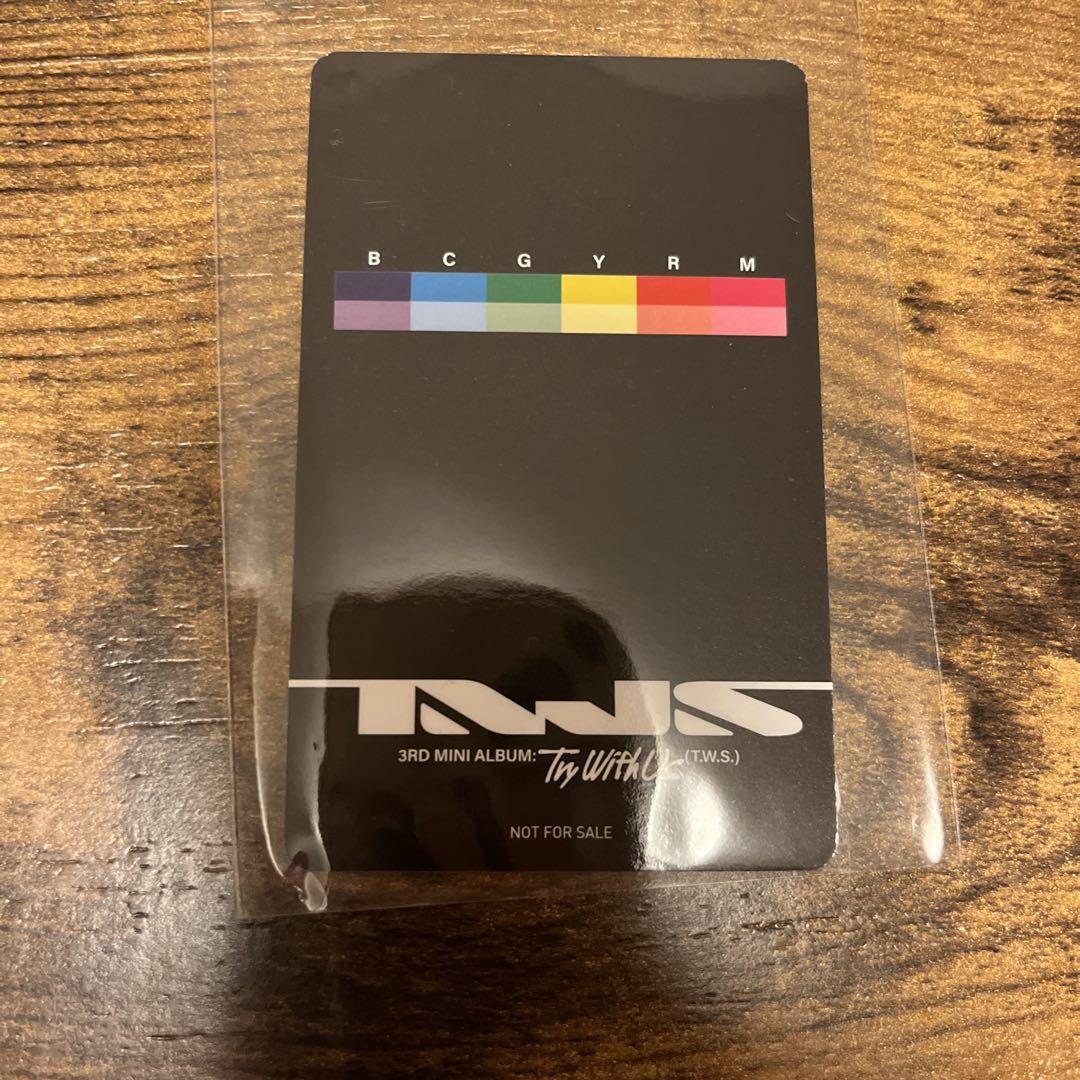 B C G Y R M
TWS
3RD MINI ALBUM: Try With Us (T.W.S.)
NOT FOR SALE